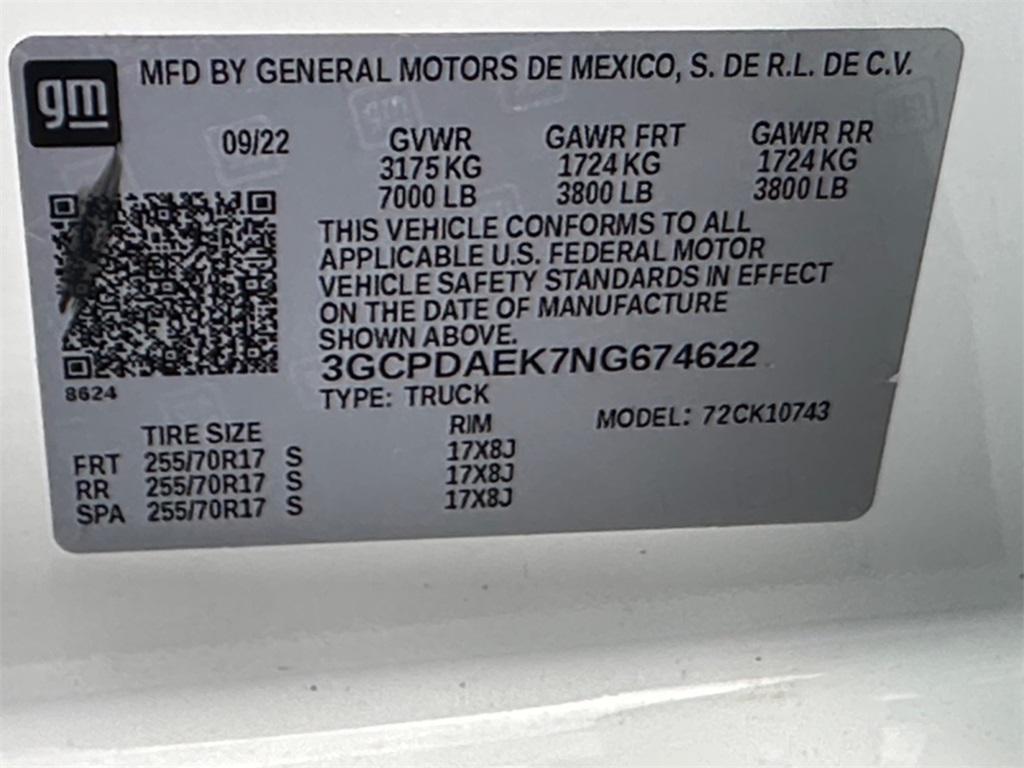 gm
MFD BY GENERAL MOTORS DE MEXICO, S. DE R.L. DE C.V.
09/22 GVWR GAWR FRT GAWR RR
3175 KG 1724 KG 1724 KG
7000 LB 3800 LB 3800 LB
THIS VEHICLE CONFORMS TO ALL
APPLICABLE U.S. FEDERAL MOTOR
VEHICLE SAFETY STANDARDS IN EFFECT
ON THE DATE OF MANUFACTURE
SHOWN ABOVE.
3GCPDAEK7NG674622
8624
TYPE: TRUCK
MODEL: 72CK10743
TIRE SIZE RIM
FRT 255/70R17 S 17X8J
RR 255/70R17 S 17X8J
SPA 255/70R17 S 17X8J